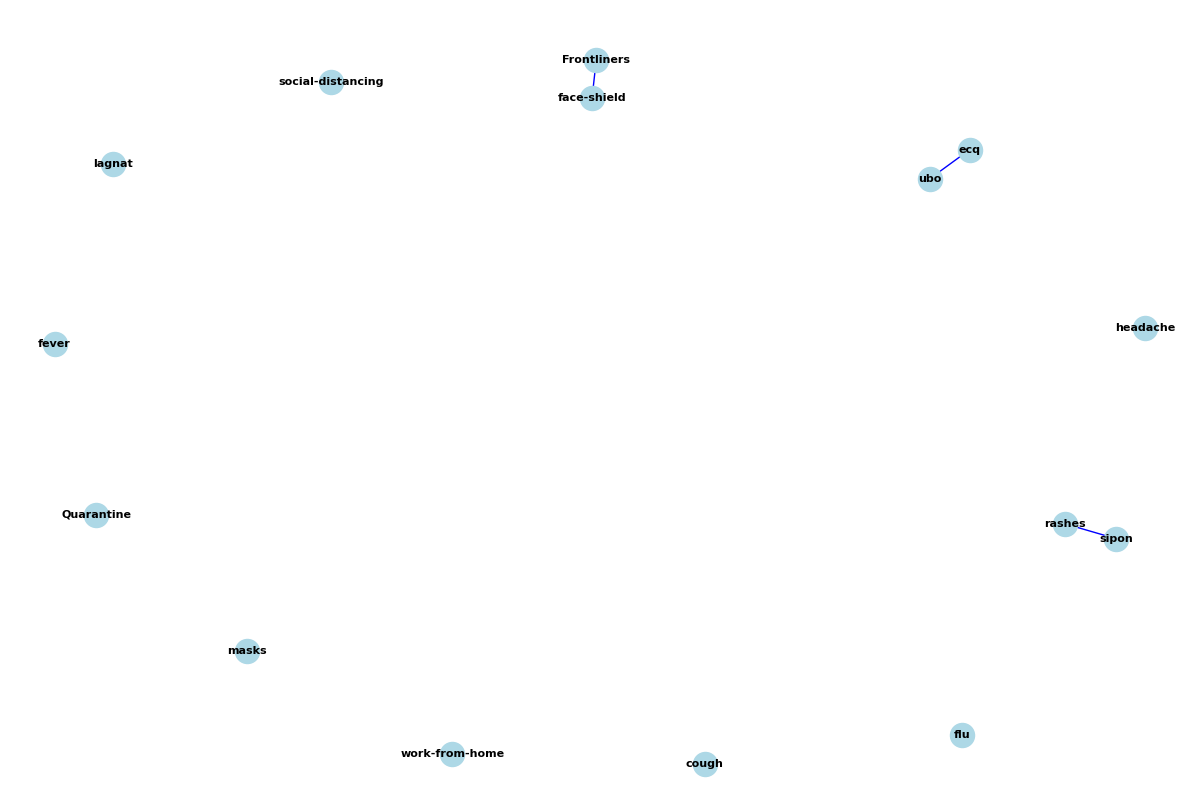 Frontliners
social-distancing
face-shield
ecq
lagnat
ubo
headache
fever
Quarantine
rashes
sipon
masks
flu
work-from-home
cough